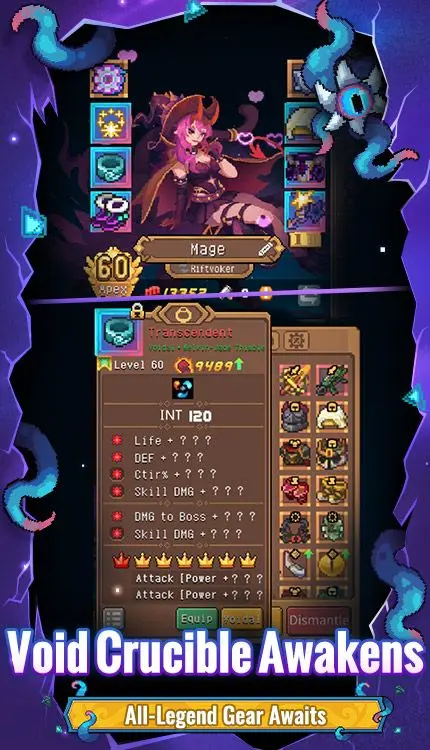 Mage
Riftvoker
60
Apex
Transcendent
Level 60
9489
INT 120
Life + ? ? ?
DEF + ? ? ?
Ctir% + ? ? ?
Skill DMG + ? ? ?
DMG to Boss + ? ? ?
Skill DMG + ? ? ?
Attack [Power + ? ? ?
Attack [Power + ? ? ?
Equip
Dismantle
Void Crucible Awakens
All-Legend Gear Awaits